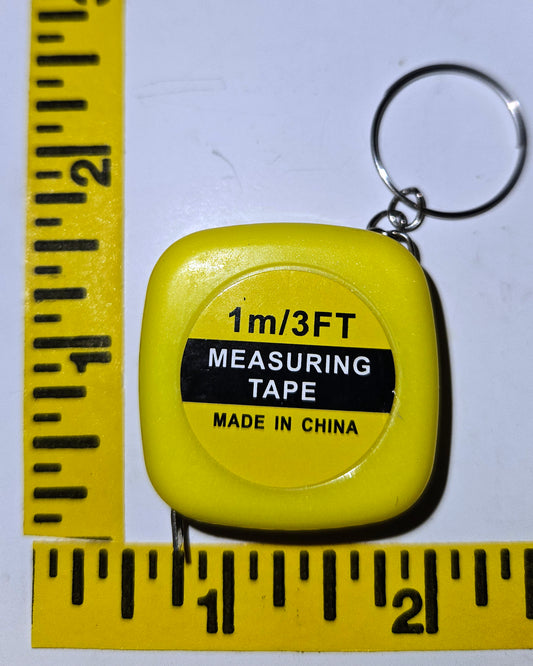 2
1
1m/3FT
MEASURING
TAPE
MADE IN CHINA
1
2